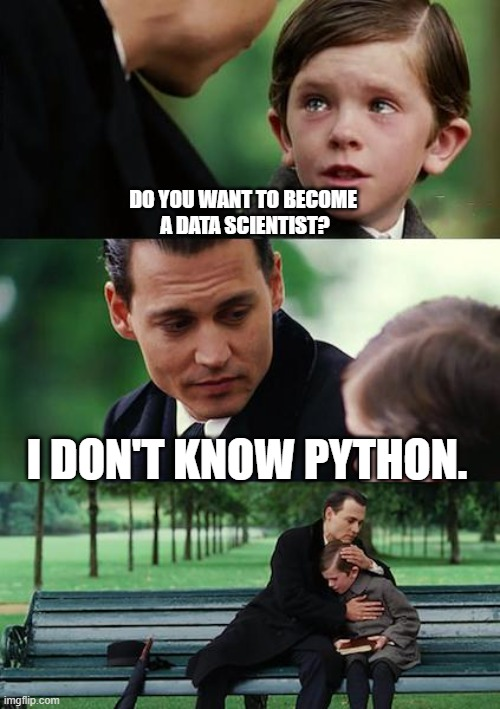 DO YOU WANT TO BECOME
A DATA SCIENTIST?
I DON'T KNOW PYTHON.
imgflip.com